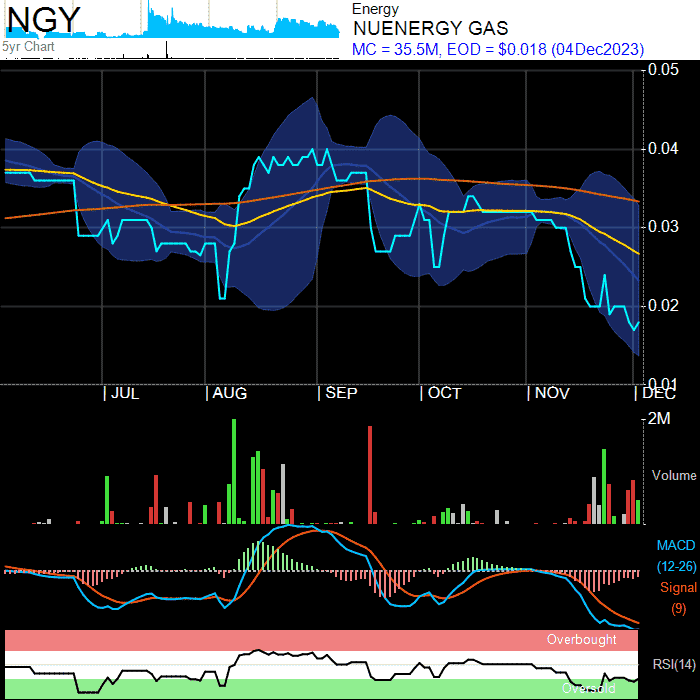 NGY
5yr Chart
Energy
NUENERGY GAS
MC = 35.5M, EOD = $0.018 (04Dec2023)
0.05
0.04
0.03
0.02
0.01
JUL AUG SEP OCT NOV DEC
2M
Volume
MACD
(12-26)
Signal
(9)
Overbought
RSI(14)
Oversold